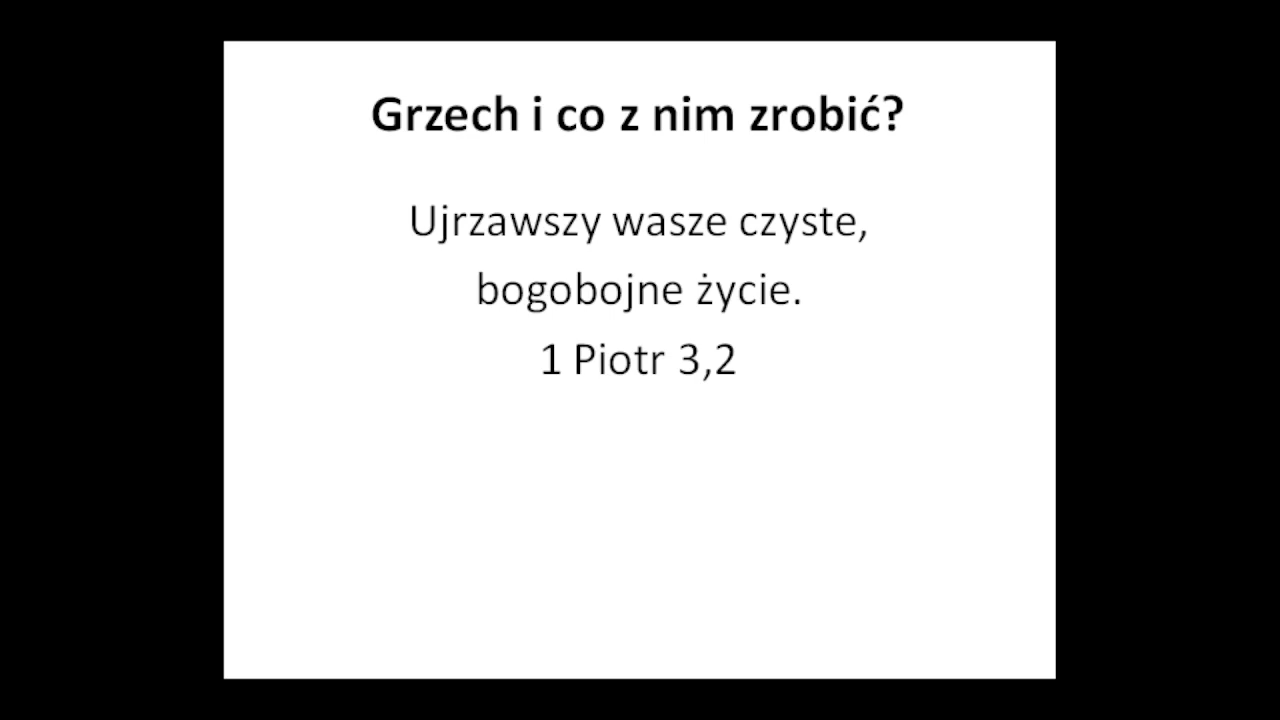 Grzech i co z nim zrobić?
Ujrzawszy wasze czyste,
bogobojne życie.
1 Piotr 3,2